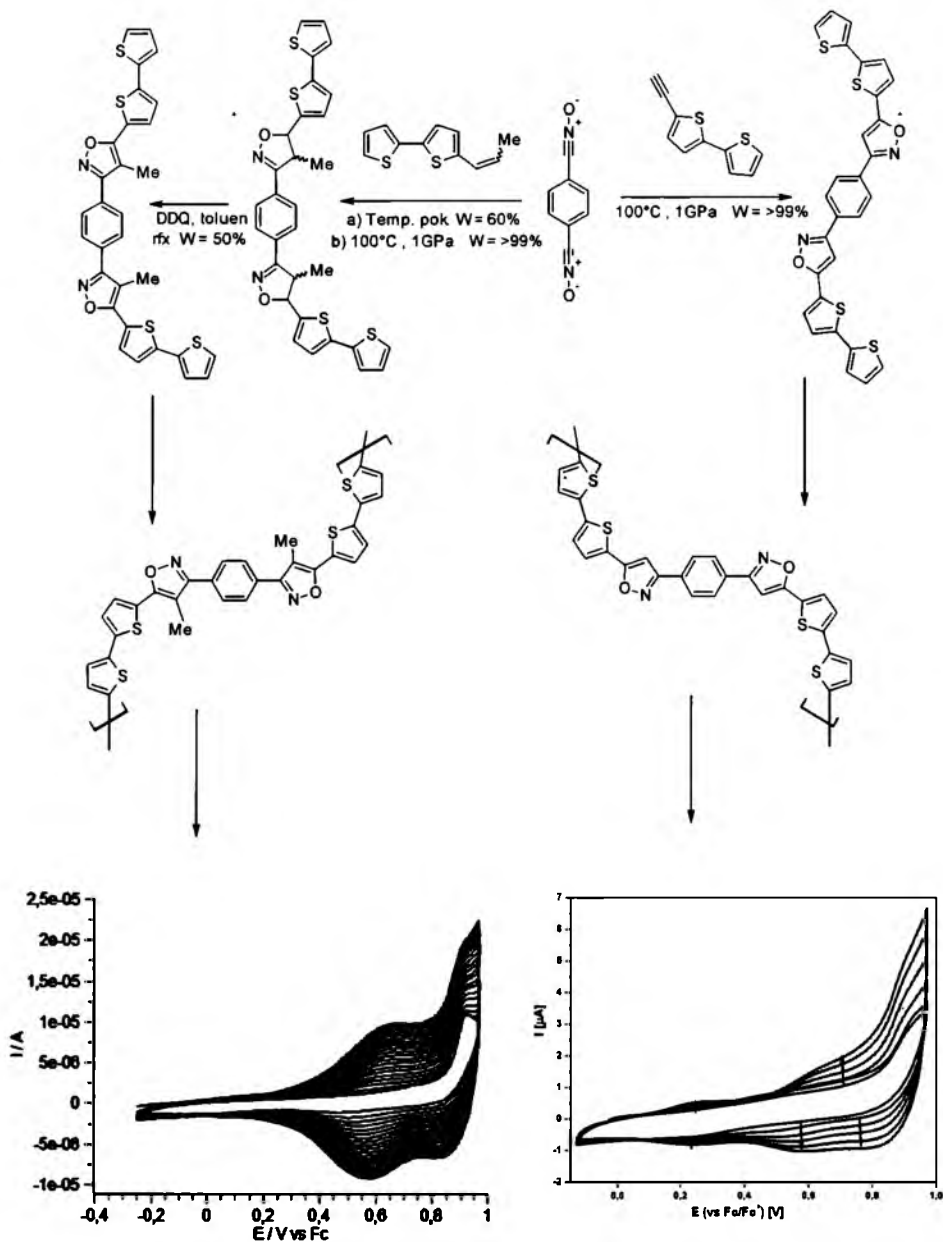 S
S
O
N
Me
Me
N
O
S
S
DDQ, toluen
rfx W = 50%
S
S
O
N
Me
Me
N
O
S
S
S
S
Me
a) Temp. pok W = 60%
b) 100°C , 1GPa W = >99%
O-
N+
N+
O-
S
S
100°C , 1GPa W = >99%
S
S
O
N
N
O
S
S
S
S
Me
O
N
N
O
Me
S
S
S
S
O
N
N
O
S
S
2,5e-05
2e-05
1,5e-05
1e-05
5e-06
0
-5e-06
-1e-05
I / A
-0,4
-0,2
0
0,2
0,4
0,6
0,8
1
E / V vs Fc
7
6
5
4
3
2
1
0
-1
-2
I [µA]
0,0
0,2
0,4
0,6
0,8
1,0
E (vs Fc/Fc+) [V]